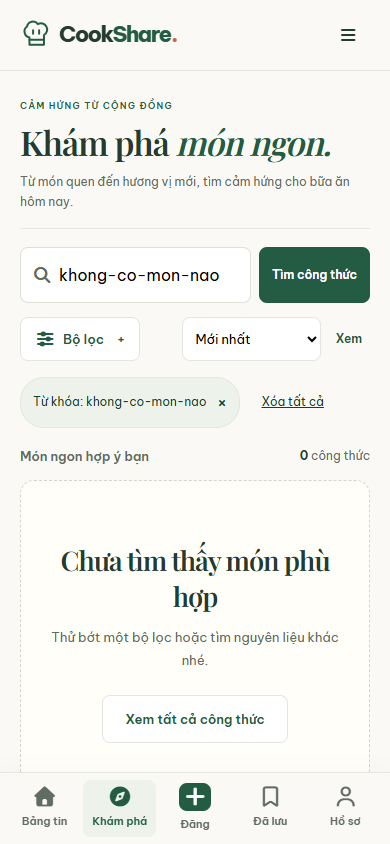 CookShare.
CẢM HỨNG TỪ CỘNG ĐỒNG
Khám phá món ngon.
Từ món quen đến hương vị mới, tìm cảm hứng cho bữa ăn
hôm nay.
khong-co-mon-nao
Tìm công thức
Bộ lọc +
Mới nhất
Xem
Từ khóa: khong-co-mon-nao ×
Xóa tất cả
Món ngon hợp ý bạn
0 công thức
Chưa tìm thấy món phù
hợp
Thử bớt một bộ lọc hoặc tìm nguyên liệu khác
nhé.
Xem tất cả công thức
Bảng tin
Khám phá
Đăng
Đã lưu
Hồ sơ